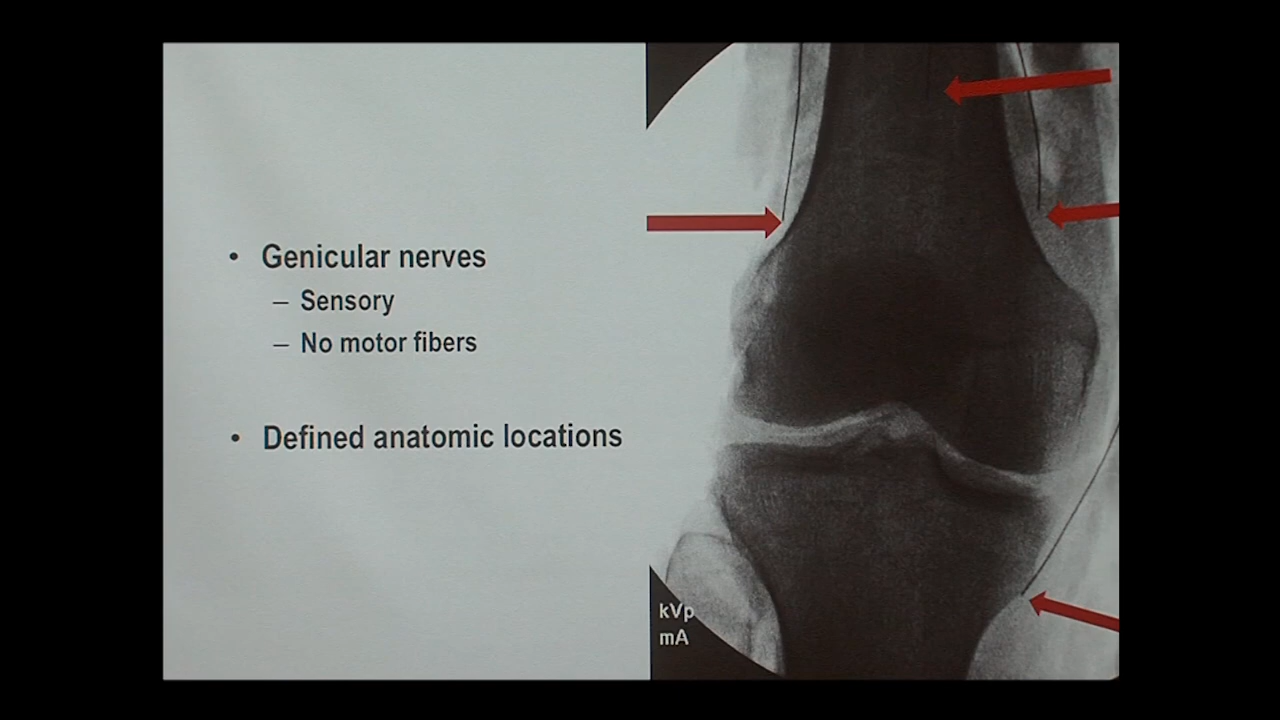 • Genicular nerves
– Sensory
– No motor fibers
• Defined anatomic locations
kVp
mA